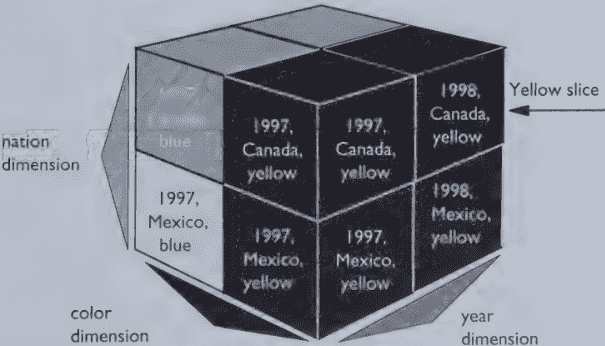 Yellow slice
nation
dimension
blue
1997,
Canada,
yellow
1997,
Canada,
yellow
1998,
Canada,
yellow
1997,
Mexico,
blue
1997,
Mexico,
yellow
1997,
Mexico,
yellow
1998,
Mexico,
yellow
color
dimension
year
dimension